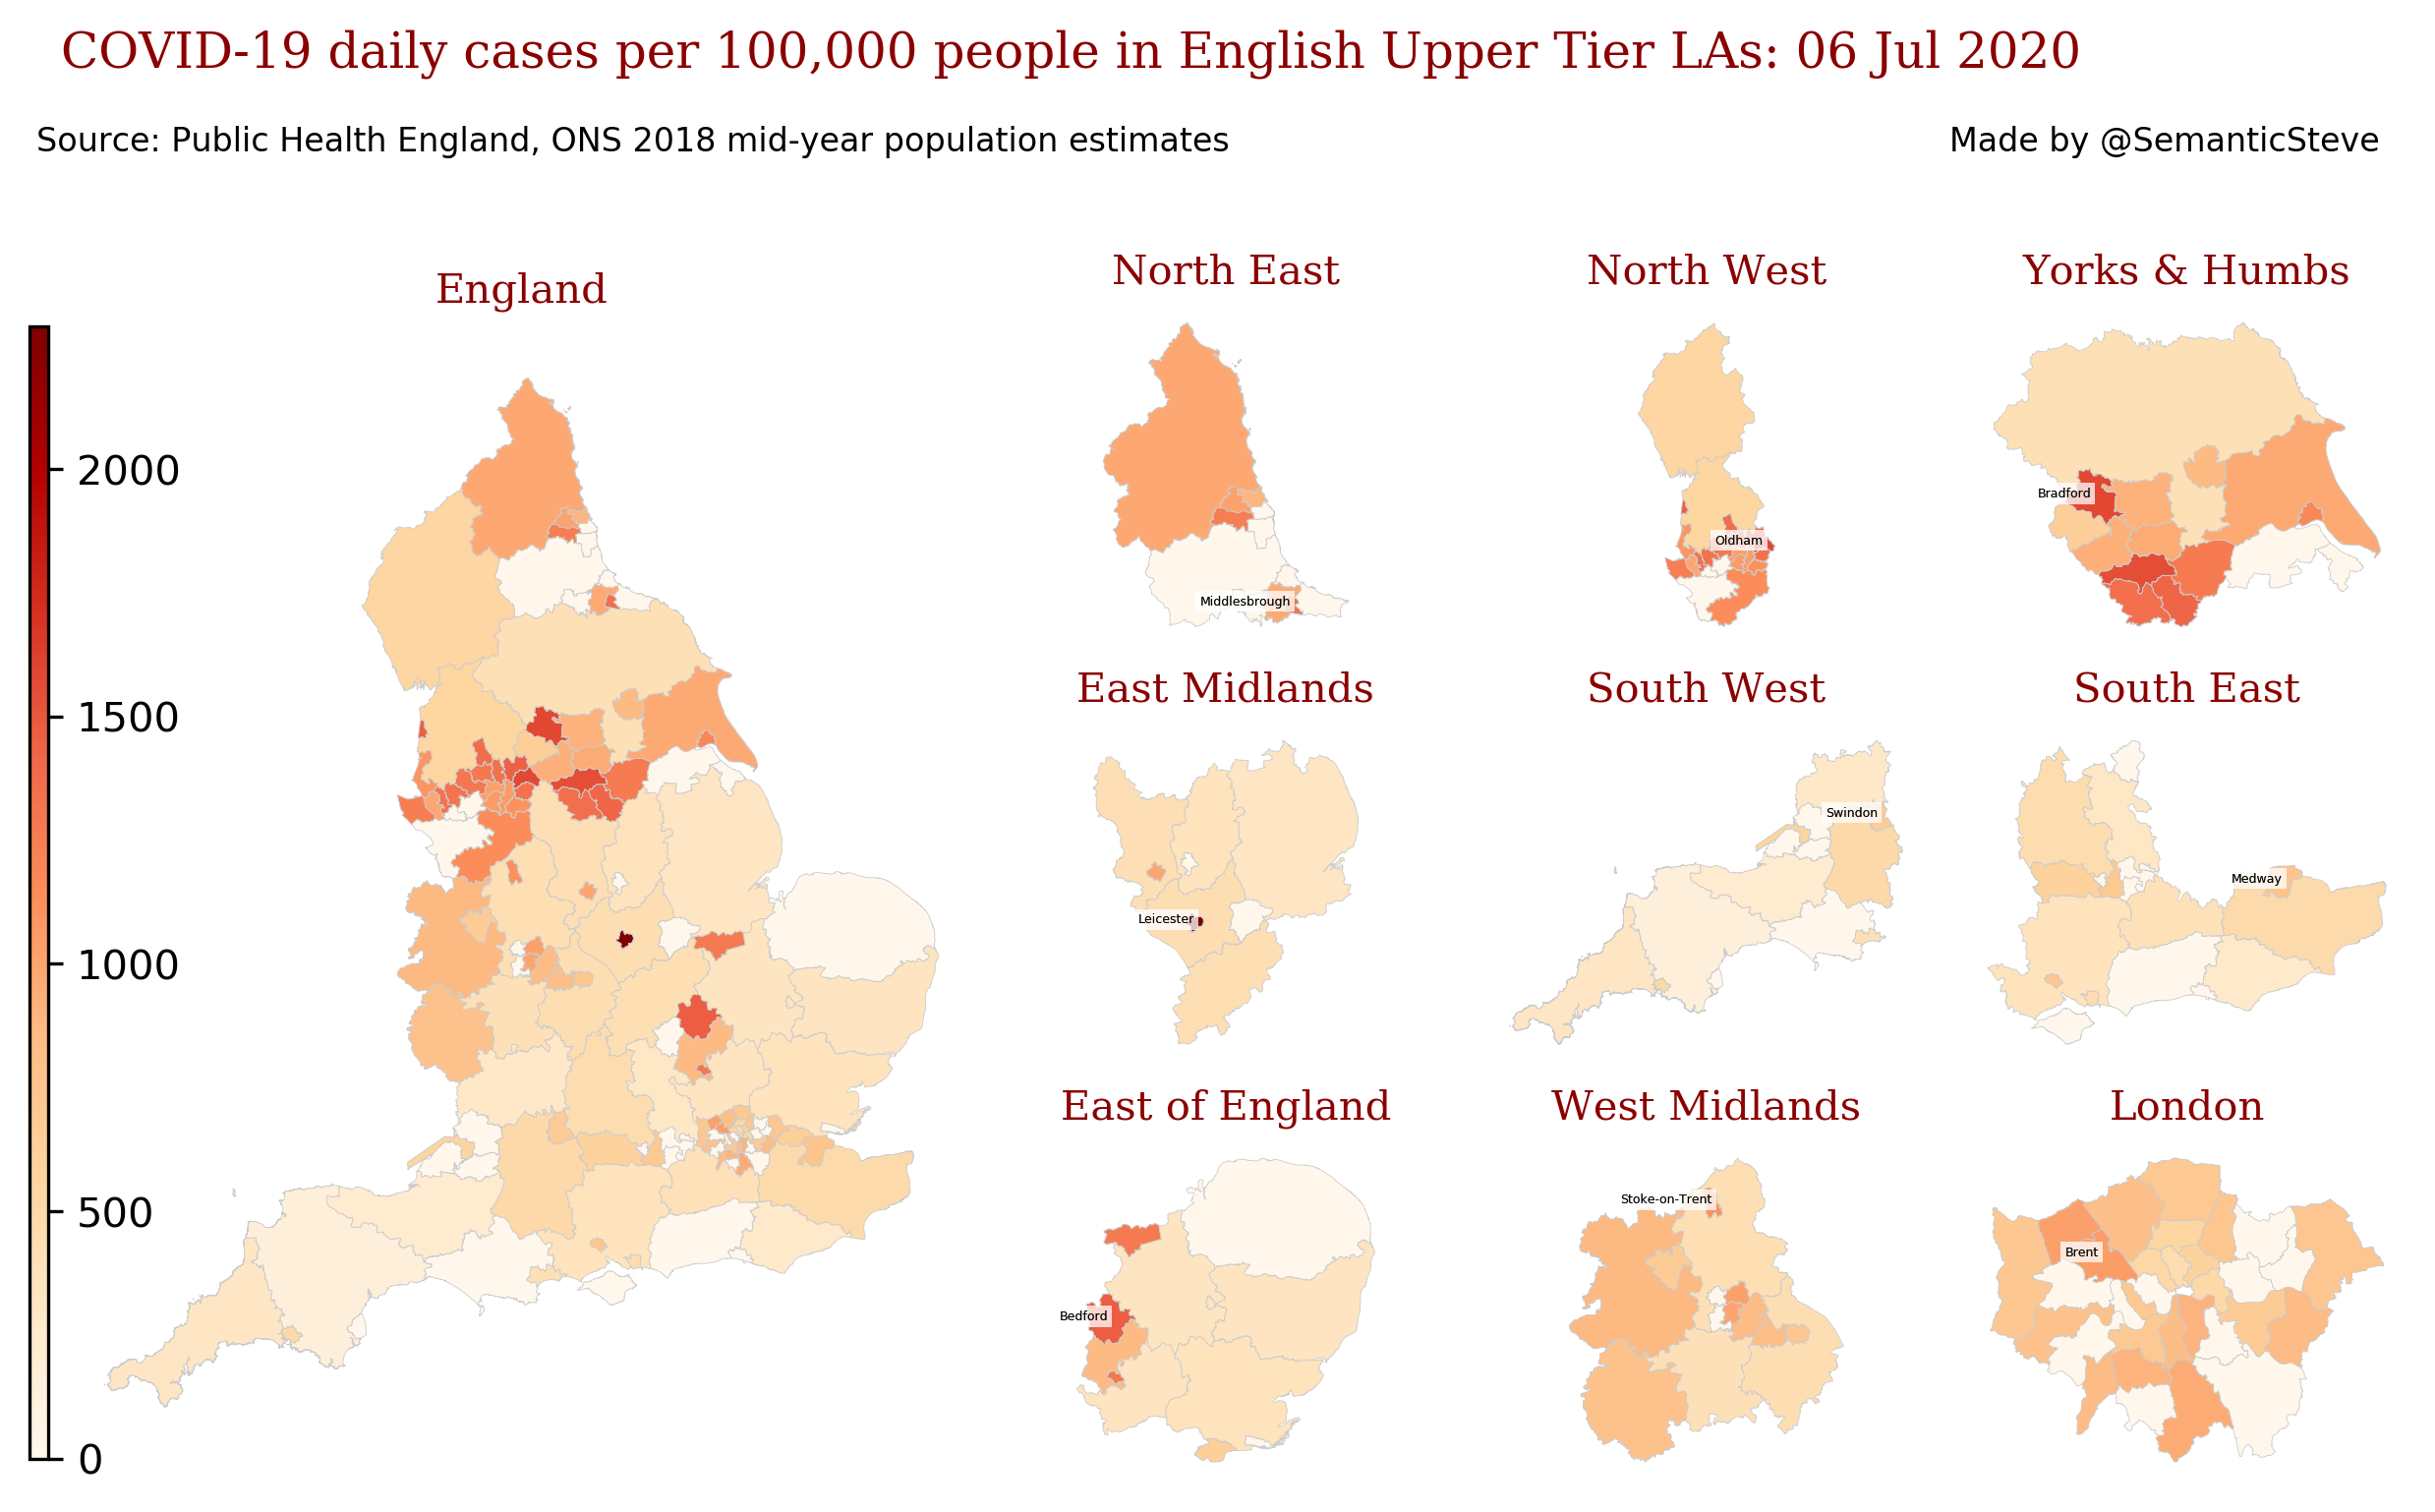 COVID-19 daily cases per 100,000 people in English Upper Tier LAs: 06 Jul 2020
Source: Public Health England, ONS 2018 mid-year population estimates
Made by @SemanticSteve
England
2000
1500
1000
500
0
North East
Middlesbrough
North West
Oldham
Yorks & Humbs
Bradford
East Midlands
Leicester
South West
Swindon
South East
Medway
East of England
Bedford
West Midlands
Stoke-on-Trent
London
Brent